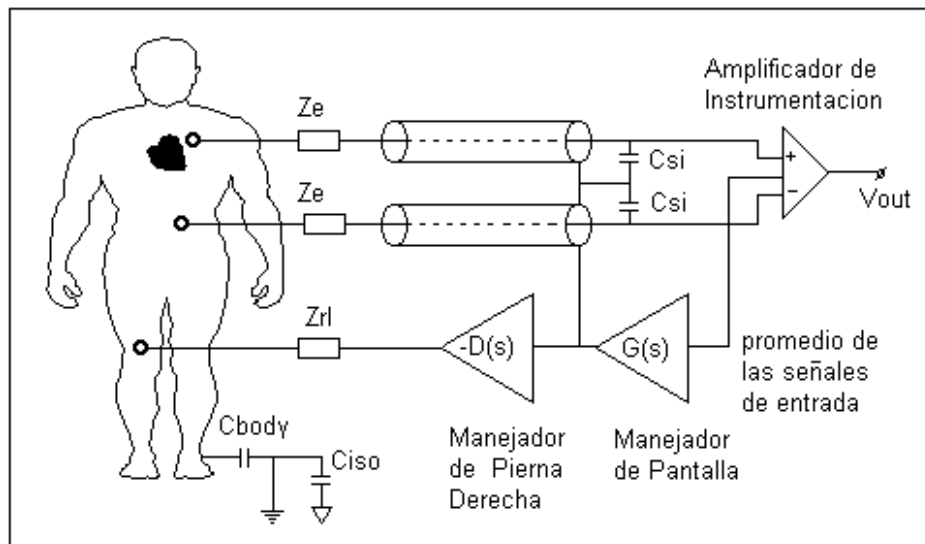 Amplificador de
Instrumentacion
Ze
Csi
+
-
Vout
Ze
Csi
Zrl
-D(s)
G(s)
promedio de
las señales
de entrada
Cbody
Ciso
Manejador
de Pierna
Derecha
Manejador
de Pantalla